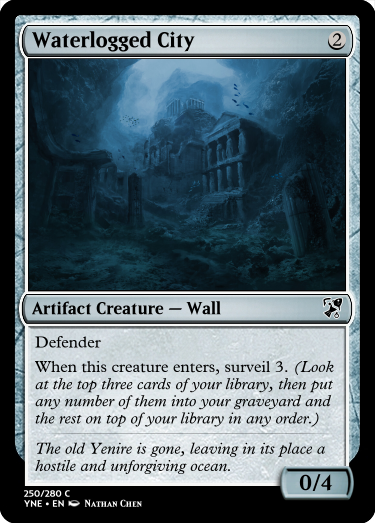 Waterlogged City 2
Artifact Creature — Wall
Defender
When this creature enters, surveil 3. (Look
at the top three cards of your library, then put
any number of them into your graveyard and
the rest on top of your library in any order.)
The old Yenire is gone, leaving in its place a
hostile and unforgiving ocean.
0/4
250/280 C
YNE • EN Nathan Chen